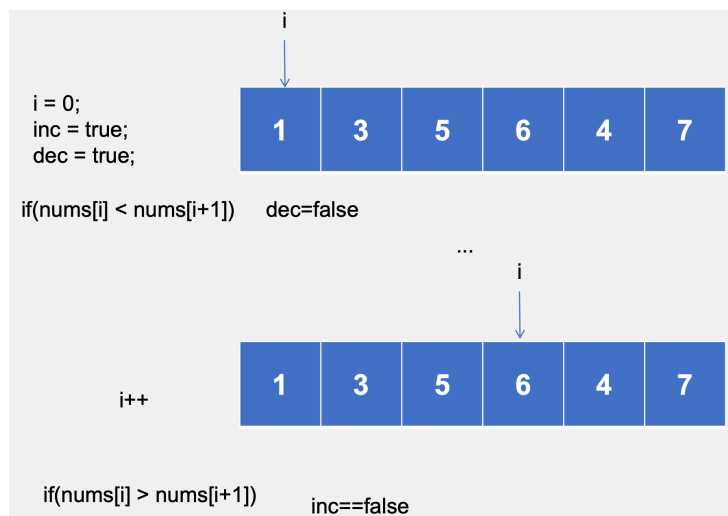 i
i = 0;
inc = true;
dec = true;
1 3 5 6 4 7
if(nums[i] < nums[i+1]) dec=false
...
i
1 3 5 6 4 7
i++
if(nums[i] > nums[i+1]) inc==false